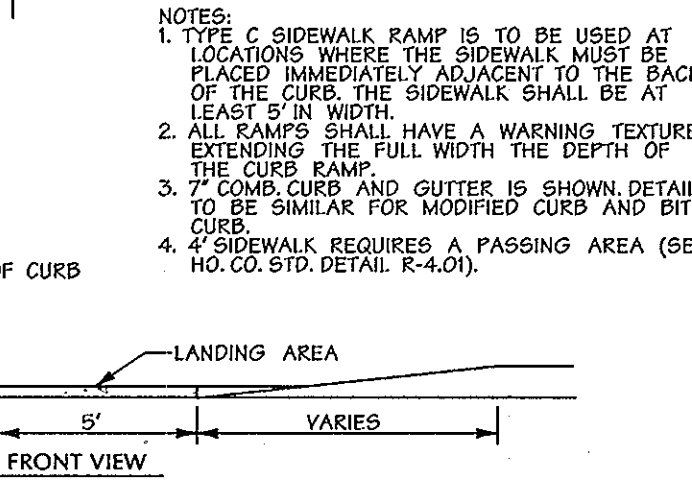 NOTES:
1. TYPE C SIDEWALK RAMP IS TO BE USED AT
LOCATIONS WHERE THE SIDEWALK MUST BE
PLACED IMMEDIATELY ADJACENT TO THE BACK
OF THE CURB. THE SIDEWALK SHALL BE AT
LEAST 5' IN WIDTH.
2. ALL RAMPS SHALL HAVE A WARNING TEXTURE
EXTENDING THE FULL WIDTH THE DEPTH OF
THE CURB RAMP.
3. 7" COMB. CURB AND GUTTER IS SHOWN. DETAIL
TO BE SIMILAR FOR MODIFIED CURB AND BIT
CURB.
4. 4' SIDEWALK REQUIRES A PASSING AREA (SE
HO. CO. STD. DETAIL R-4.01).
OF CURB
LANDING AREA
5'
VARIES
FRONT VIEW